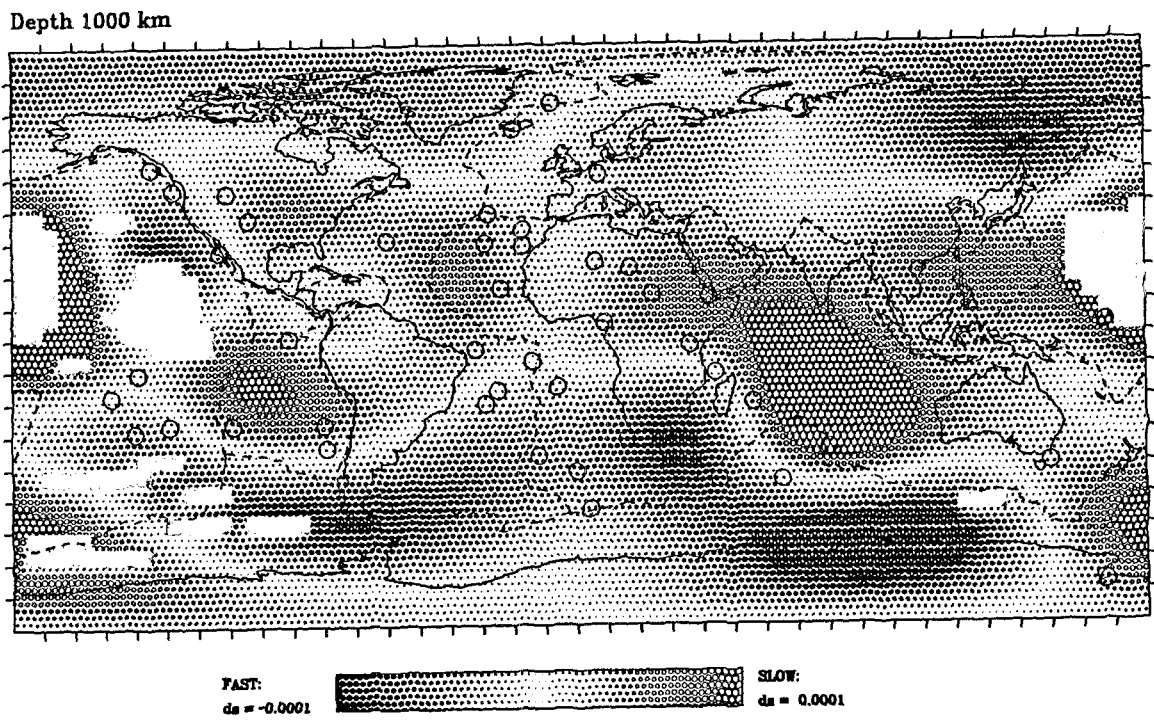 Depth 1000 km
FAST:
ds = -0.0001
SLOW:
ds = 0.0001